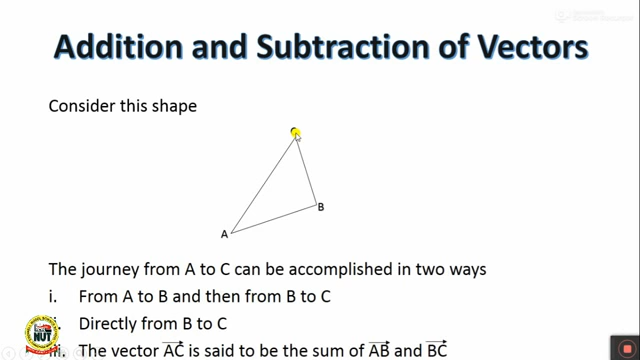 Addition and Subtraction of Vectors
Consider this shape
B
A
The journey from A to C can be accomplished in two ways
i. From A to B and then from B to C
Directly from B to C
iii. The vector AC is said to be the sum of AB and BC
NUT